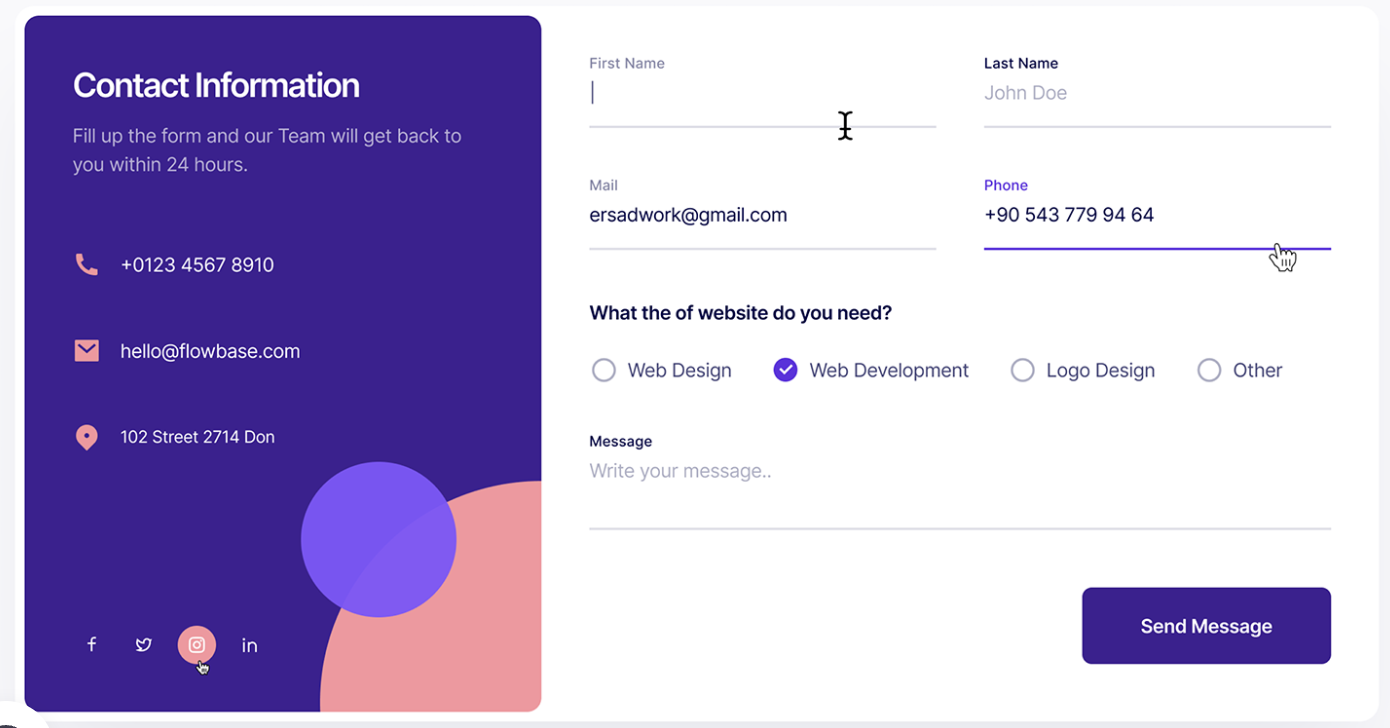 Contact Information
Fill up the form and our Team will get back to
you within 24 hours.
+0123 4567 8910
hello@flowbase.com
102 Street 2714 Don
f
in
First Name
Last Name
John Doe
Mail
ersadwork@gmail.com
Phone
+90 543 779 94 64
What the of website do you need?
Web Design
Web Development
Logo Design
Other
Message
Write your message..
Send Message